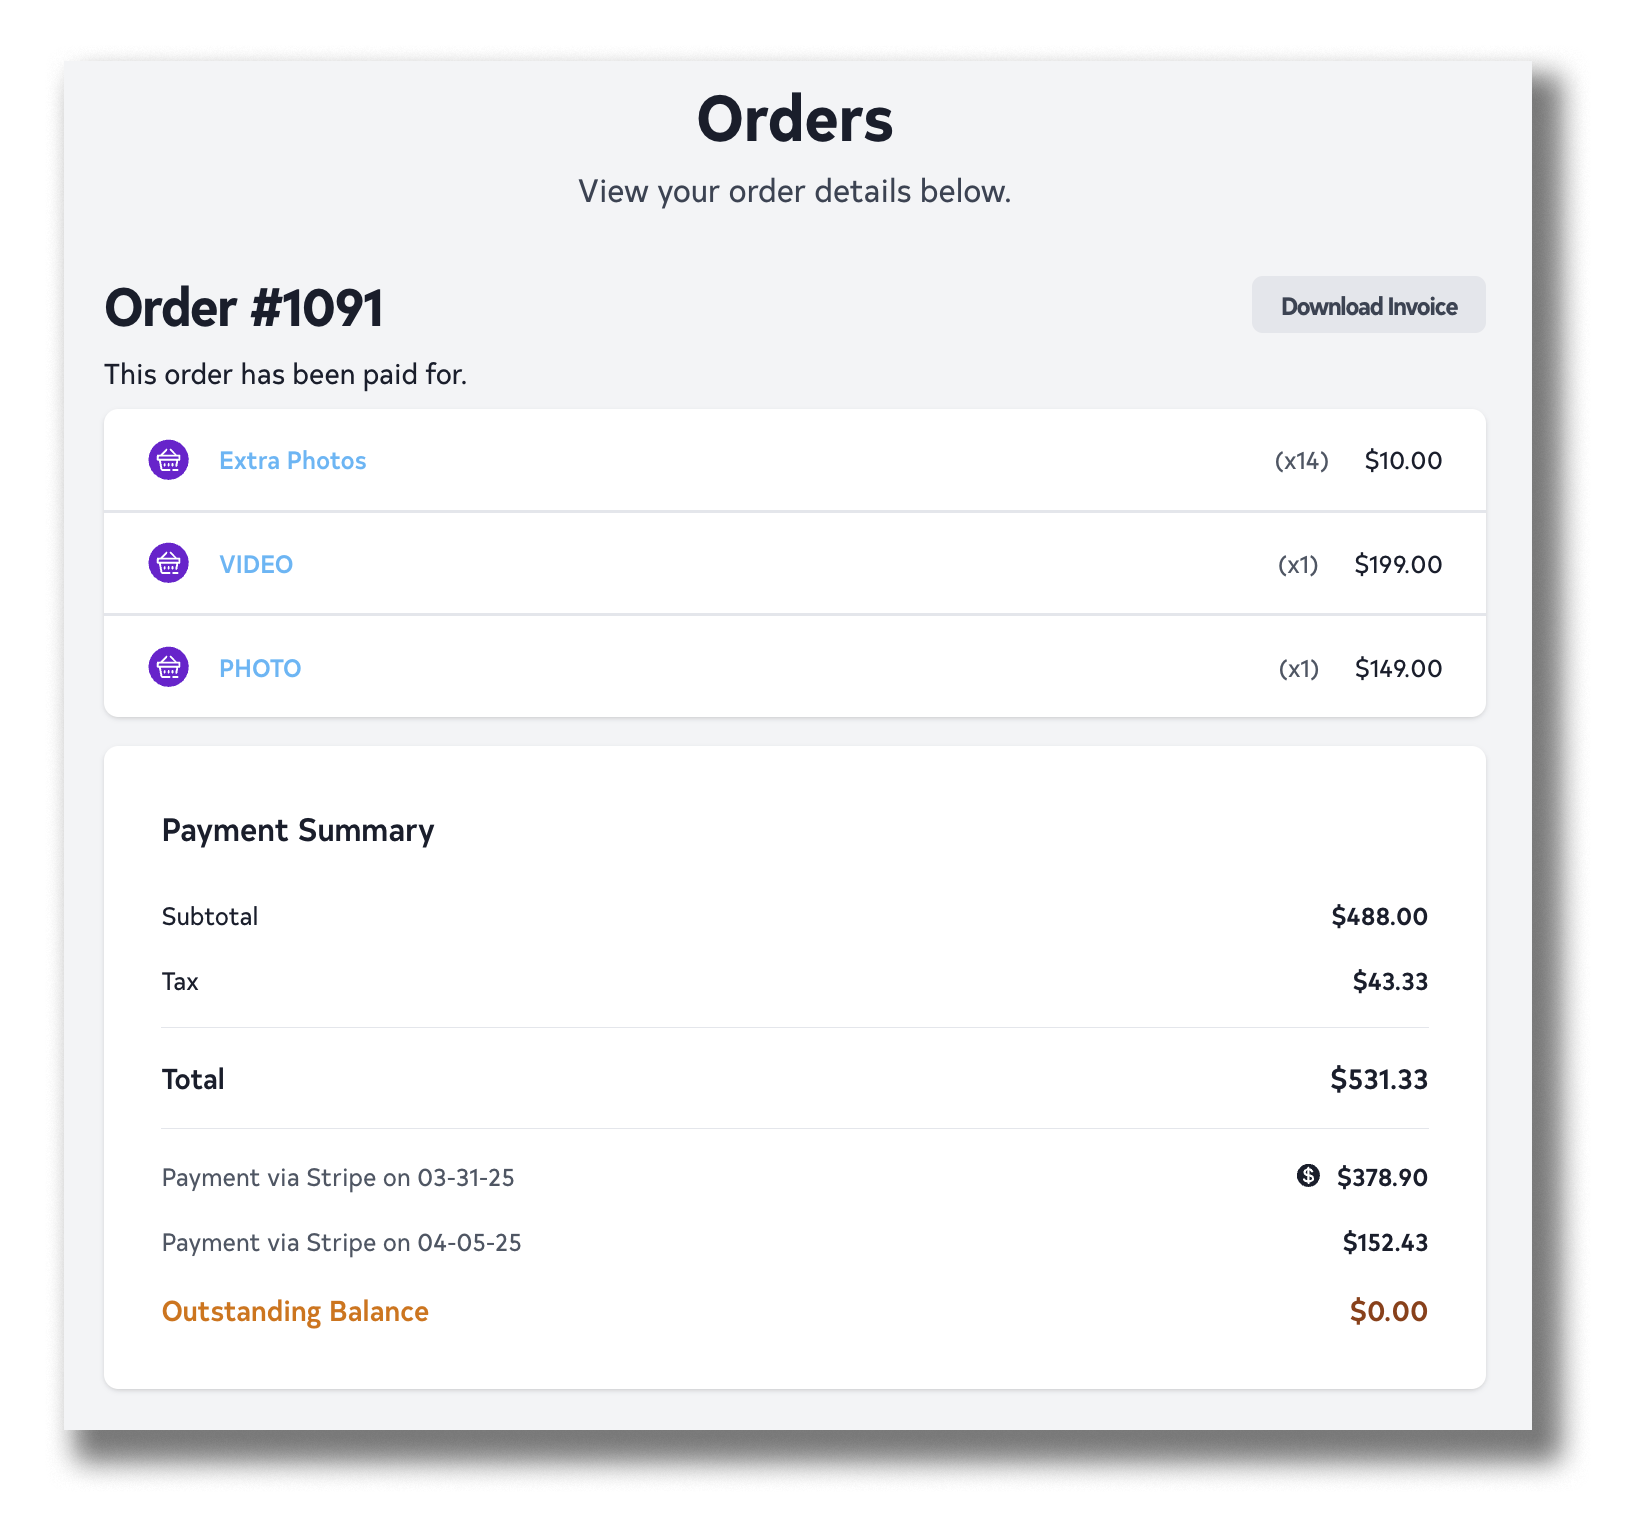 Orders
View your order details below.
Order #1091
Download Invoice
This order has been paid for.
Extra Photos (x14) $10.00
VIDEO (x1) $199.00
PHOTO (x1) $149.00
Payment Summary
Subtotal $488.00
Tax $43.33
Total $531.33
Payment via Stripe on 03-31-25 $ $378.90
Payment via Stripe on 04-05-25 $152.43
Outstanding Balance $0.00